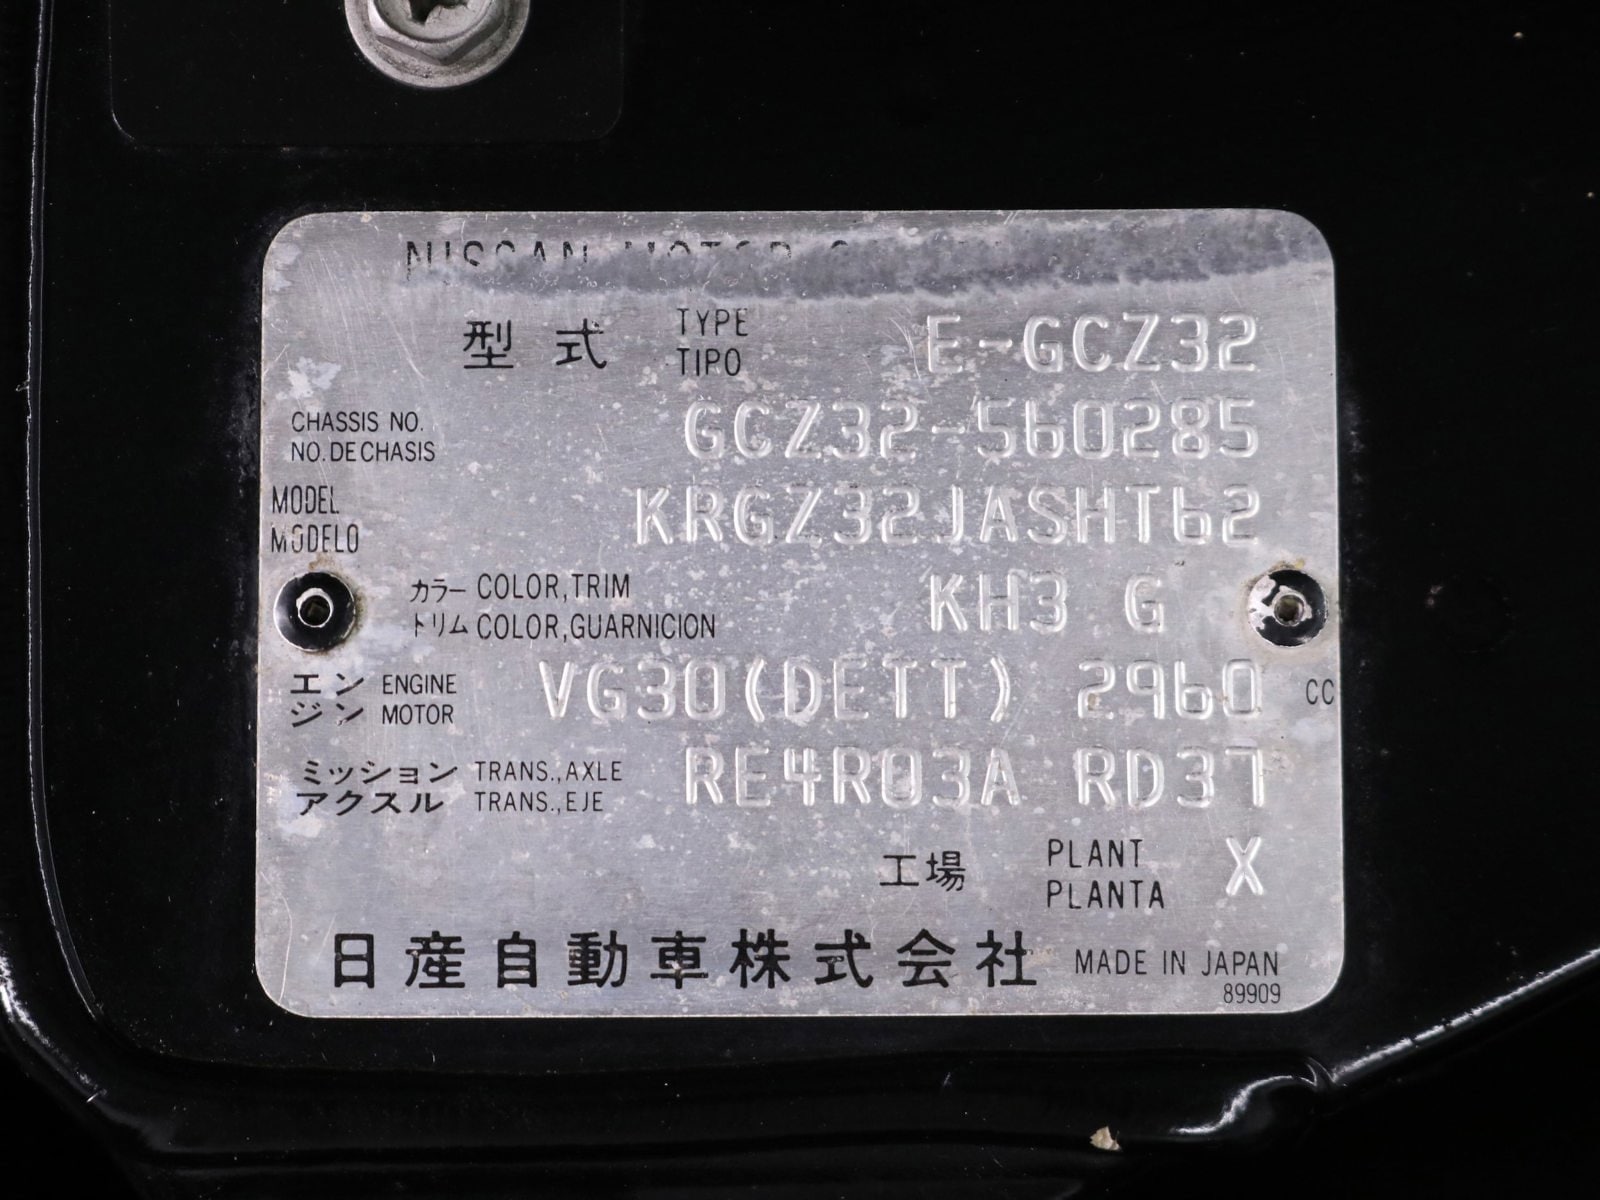 NISSAN MOTOR
型式 TYPE TIPO E-GCZ32
CHASSIS NO. NO. DE CHASIS GCZ32-560285
MODEL MODELO KRGZ32JASHT62
カラー COLOR, TRIM KH3 G
トリム COLOR, GUARNICION
エンジン ENGINE MOTOR VG30(DETT) 2960 CC
ミッション TRANS., AXLE RE4R03A RD37
アクスル TRANS., EJE
工場 PLANT PLANTA X
日産自動車株式会社 MADE IN JAPAN
89909